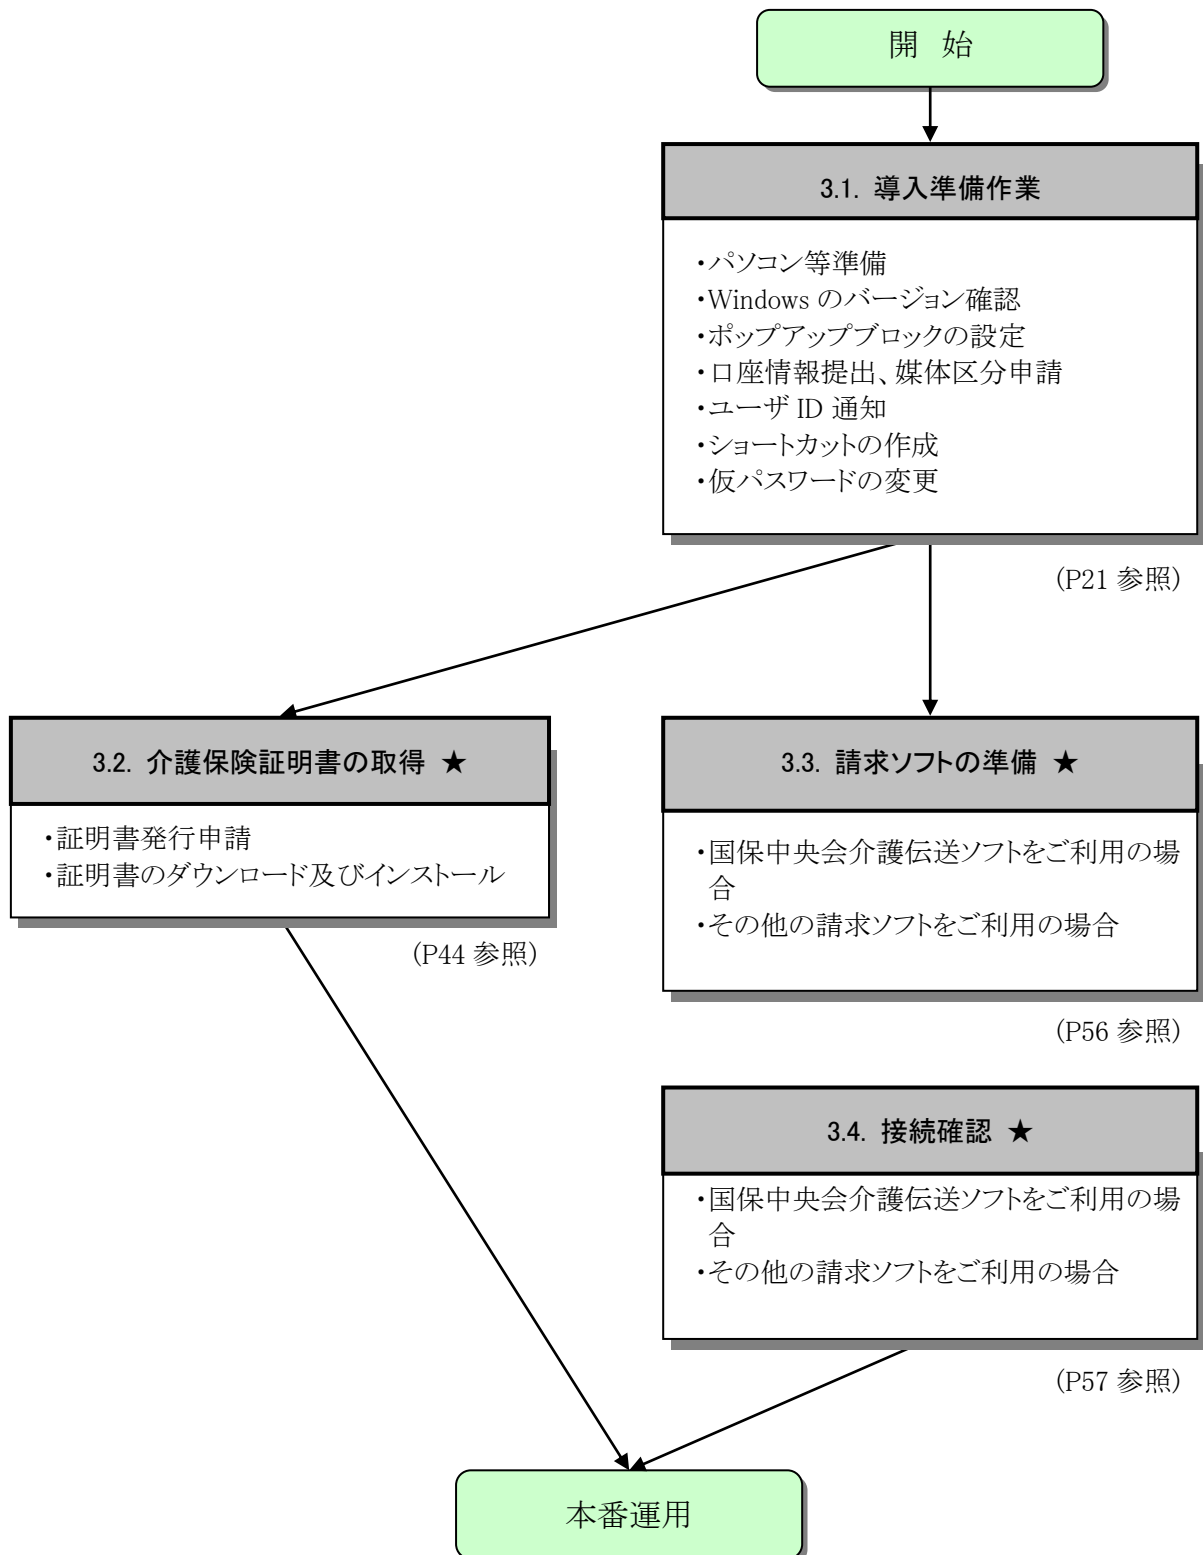 開 始
3.1. 導入準備作業
・パソコン等準備
・Windows のバージョン確認
・ポップアップブロックの設定
・口座情報提出、媒体区分申請
・ユーザ ID 通知
・ショートカットの作成
・仮パスワードの変更
(P21 参照)
3.2. 介護保険証明書の取得 ★
・証明書発行申請
・証明書のダウンロード及びインストール
(P44 参照)
3.3. 請求ソフトの準備 ★
・国保中央会介護伝送ソフトをご利用の場
合
・その他の請求ソフトをご利用の場合
(P56 参照)
3.4. 接続確認 ★
・国保中央会介護伝送ソフトをご利用の場
合
・その他の請求ソフトをご利用の場合
(P57 参照)
本番運用